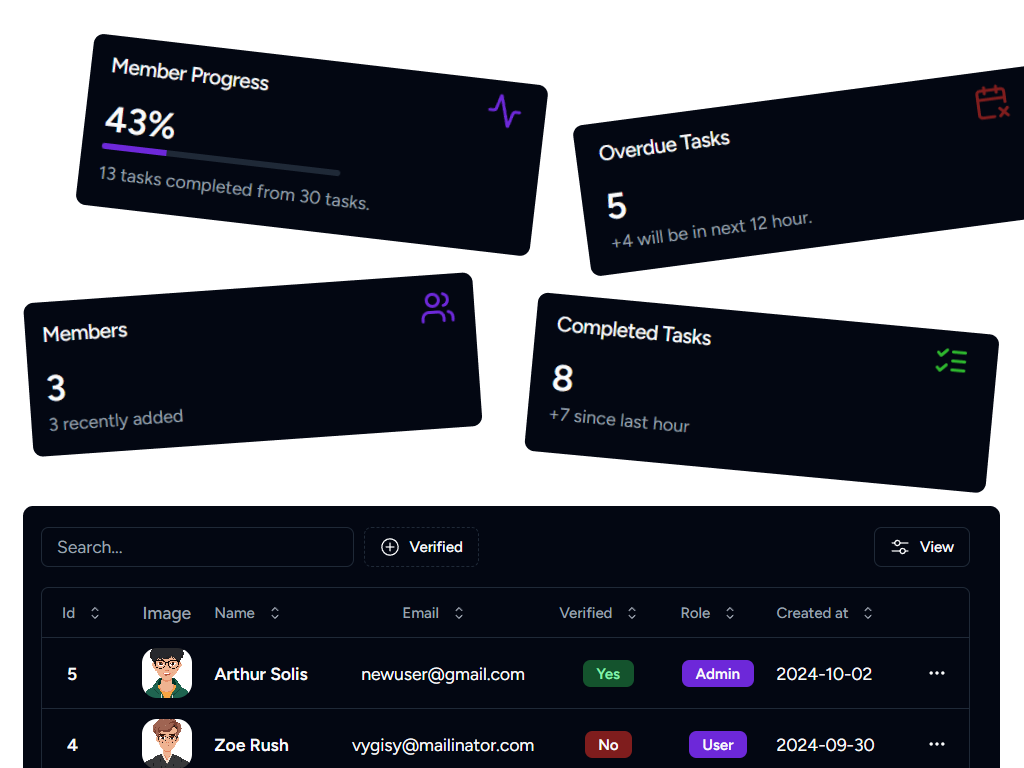 Member Progress
43%
13 tasks completed from 30 tasks.
Overdue Tasks
5
+4 will be in next 12 hour.
Members
3
3 recently added
Completed Tasks
8
+7 since last hour
Search... Verified View
Id Image Name Email Verified Role Created at
5 Arthur Solis newuser@gmail.com Yes Admin 2024-10-02
4 Zoe Rush vygisy@mailinator.com No User 2024-09-30